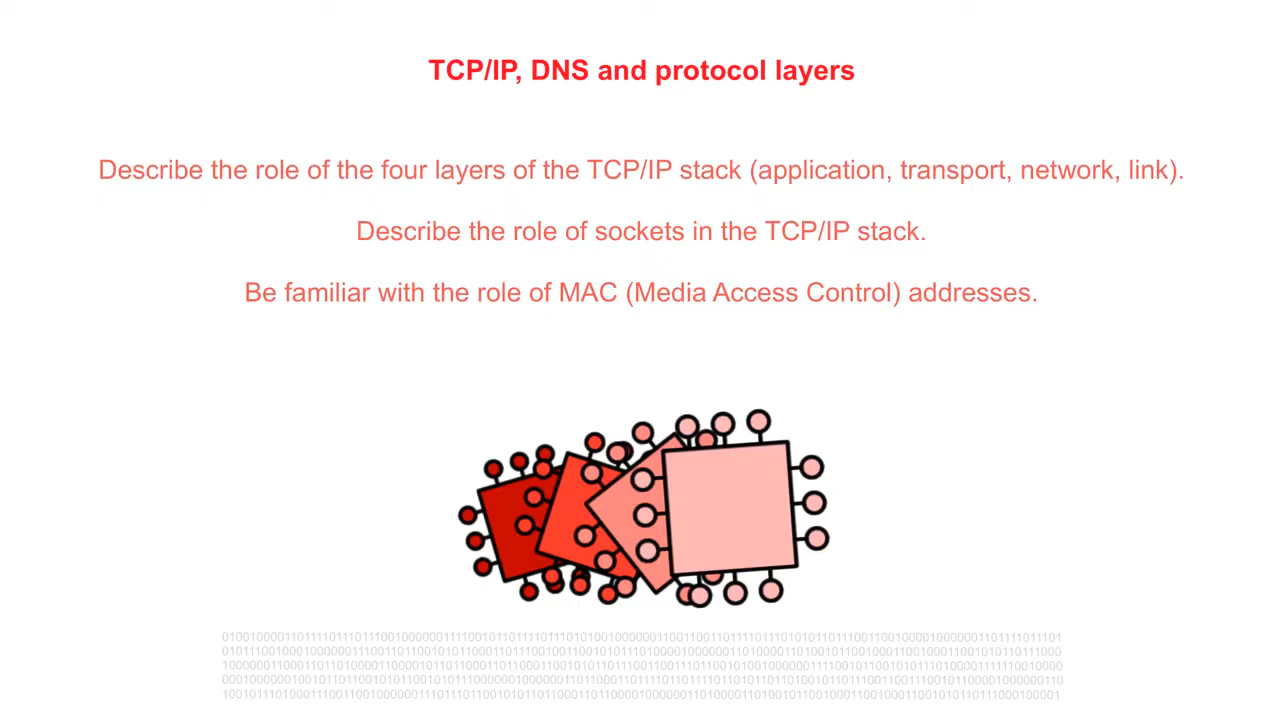 TCP/IP, DNS and protocol layers
Describe the role of the four layers of the TCP/IP stack (application, transport, network, link).
Describe the role of sockets in the TCP/IP stack.
Be familiar with the role of MAC (Media Access Control) addresses.